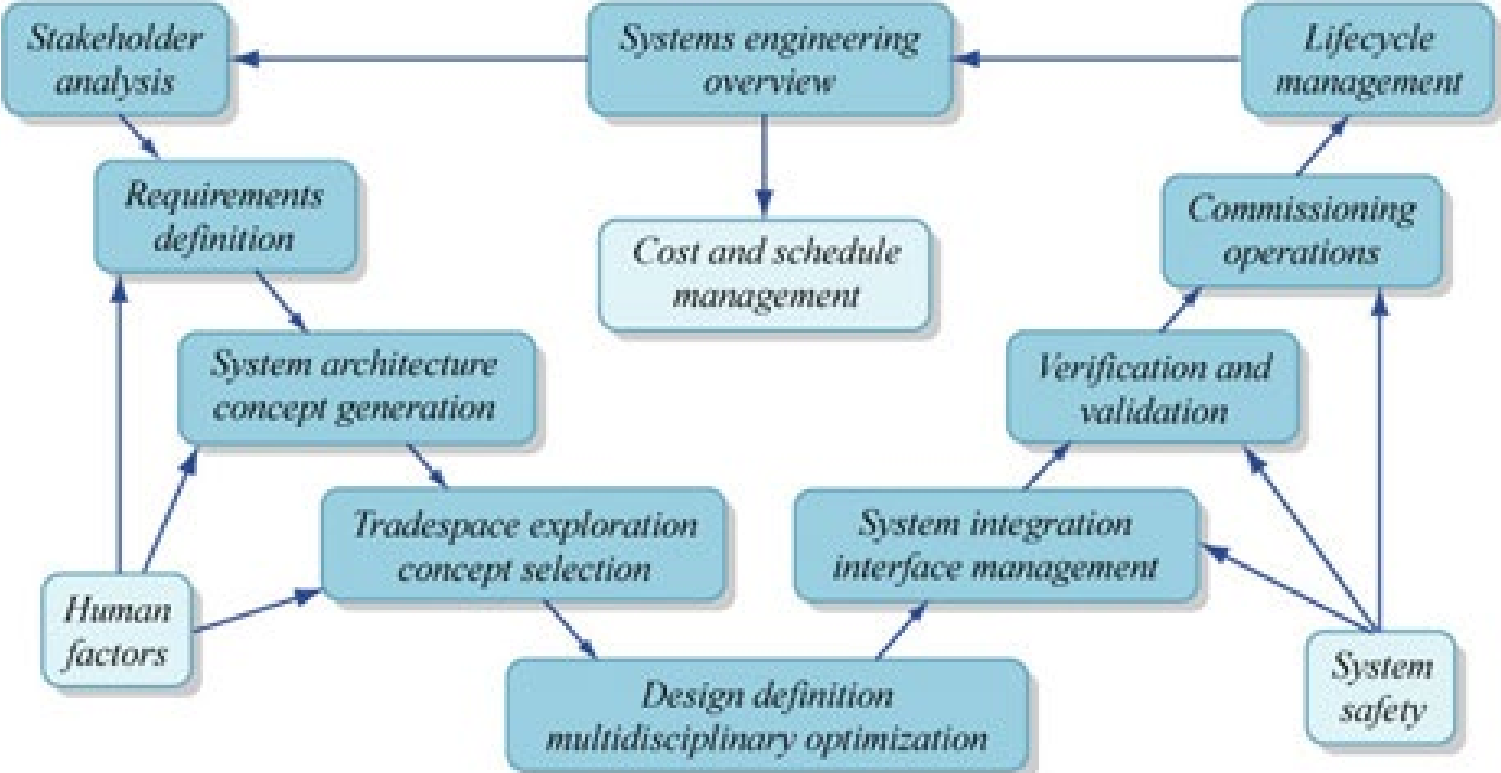 Stakeholder
analysis
Systems engineering
overview
Lifecycle
management
Requirements
definition
Commissioning
operations
Cost and schedule
management
System architecture
concept generation
Verification and
validation
Tradespace exploration
concept selection
System integration
interface management
Human
factors
System
safety
Design definition
multidisciplinary optimization